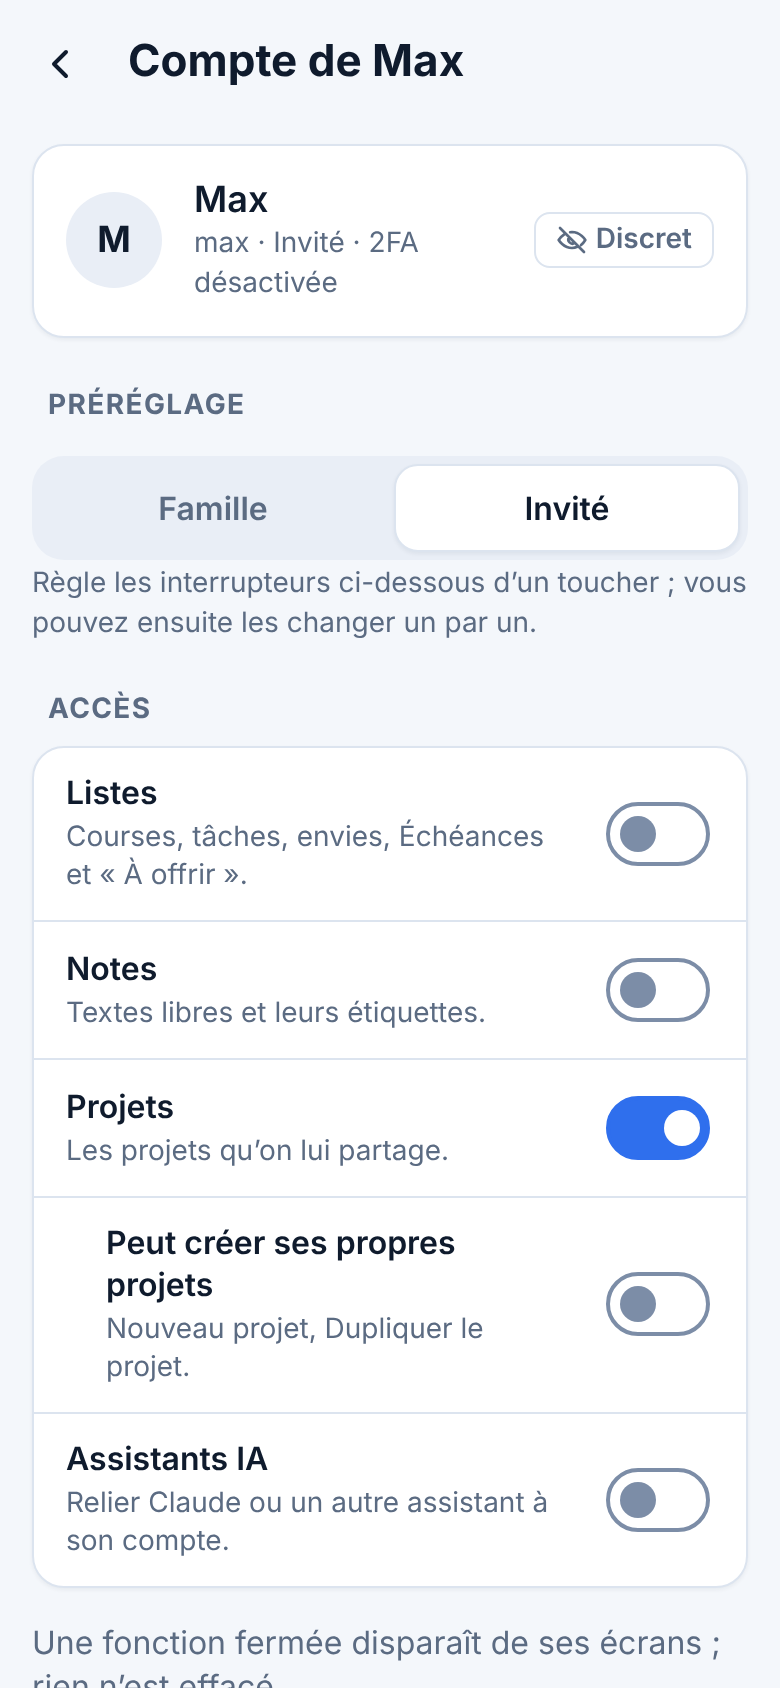 Compte de Max
M
Max
max · Invité · 2FA
désactivée
Discret
PRÉRÉGLAGE
Famille
Invité
Règle les interrupteurs ci-dessous d’un toucher ; vous
pouvez ensuite les changer un par un.
ACCÈS
Listes
Courses, tâches, envies, Échéances
et « À offrir ».
Notes
Textes libres et leurs étiquettes.
Projets
Les projets qu’on lui partage.
Peut créer ses propres
projets
Nouveau projet, Dupliquer le
projet.
Assistants IA
Relier Claude ou un autre assistant à
son compte.
Une fonction fermée disparaît de ses écrans ;
rien n’est effacé